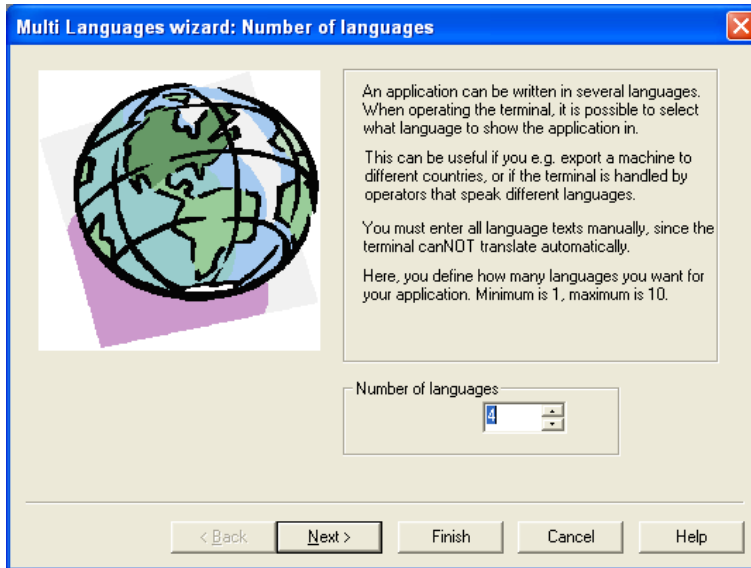 Multi Languages wizard: Number of languages
An application can be written in several languages.
When operating the terminal, it is possible to select
what language to show the application in.
This can be useful if you e.g. export a machine to
different countries, or if the terminal is handled by
operators that speak different languages.
You must enter all language texts manually, since the
terminal canNOT translate automatically.
Here, you define how many languages you want for
your application. Minimum is 1, maximum is 10.
Number of languages
4
< Back Next > Finish Cancel Help